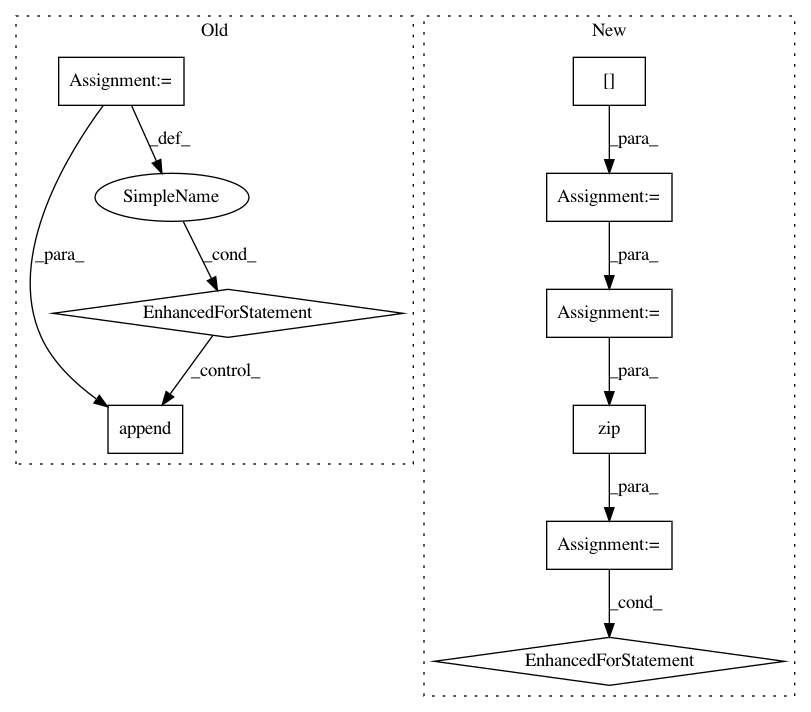 Old
New
Assignment:=
[]
_def_
_para_
SimpleName
Assignment:=
_para_
_cond_
_para_
EnhancedForStatement
Assignment:=
_control_
_para_
append
zip
_para_
Assignment:=
_cond_
EnhancedForStatement